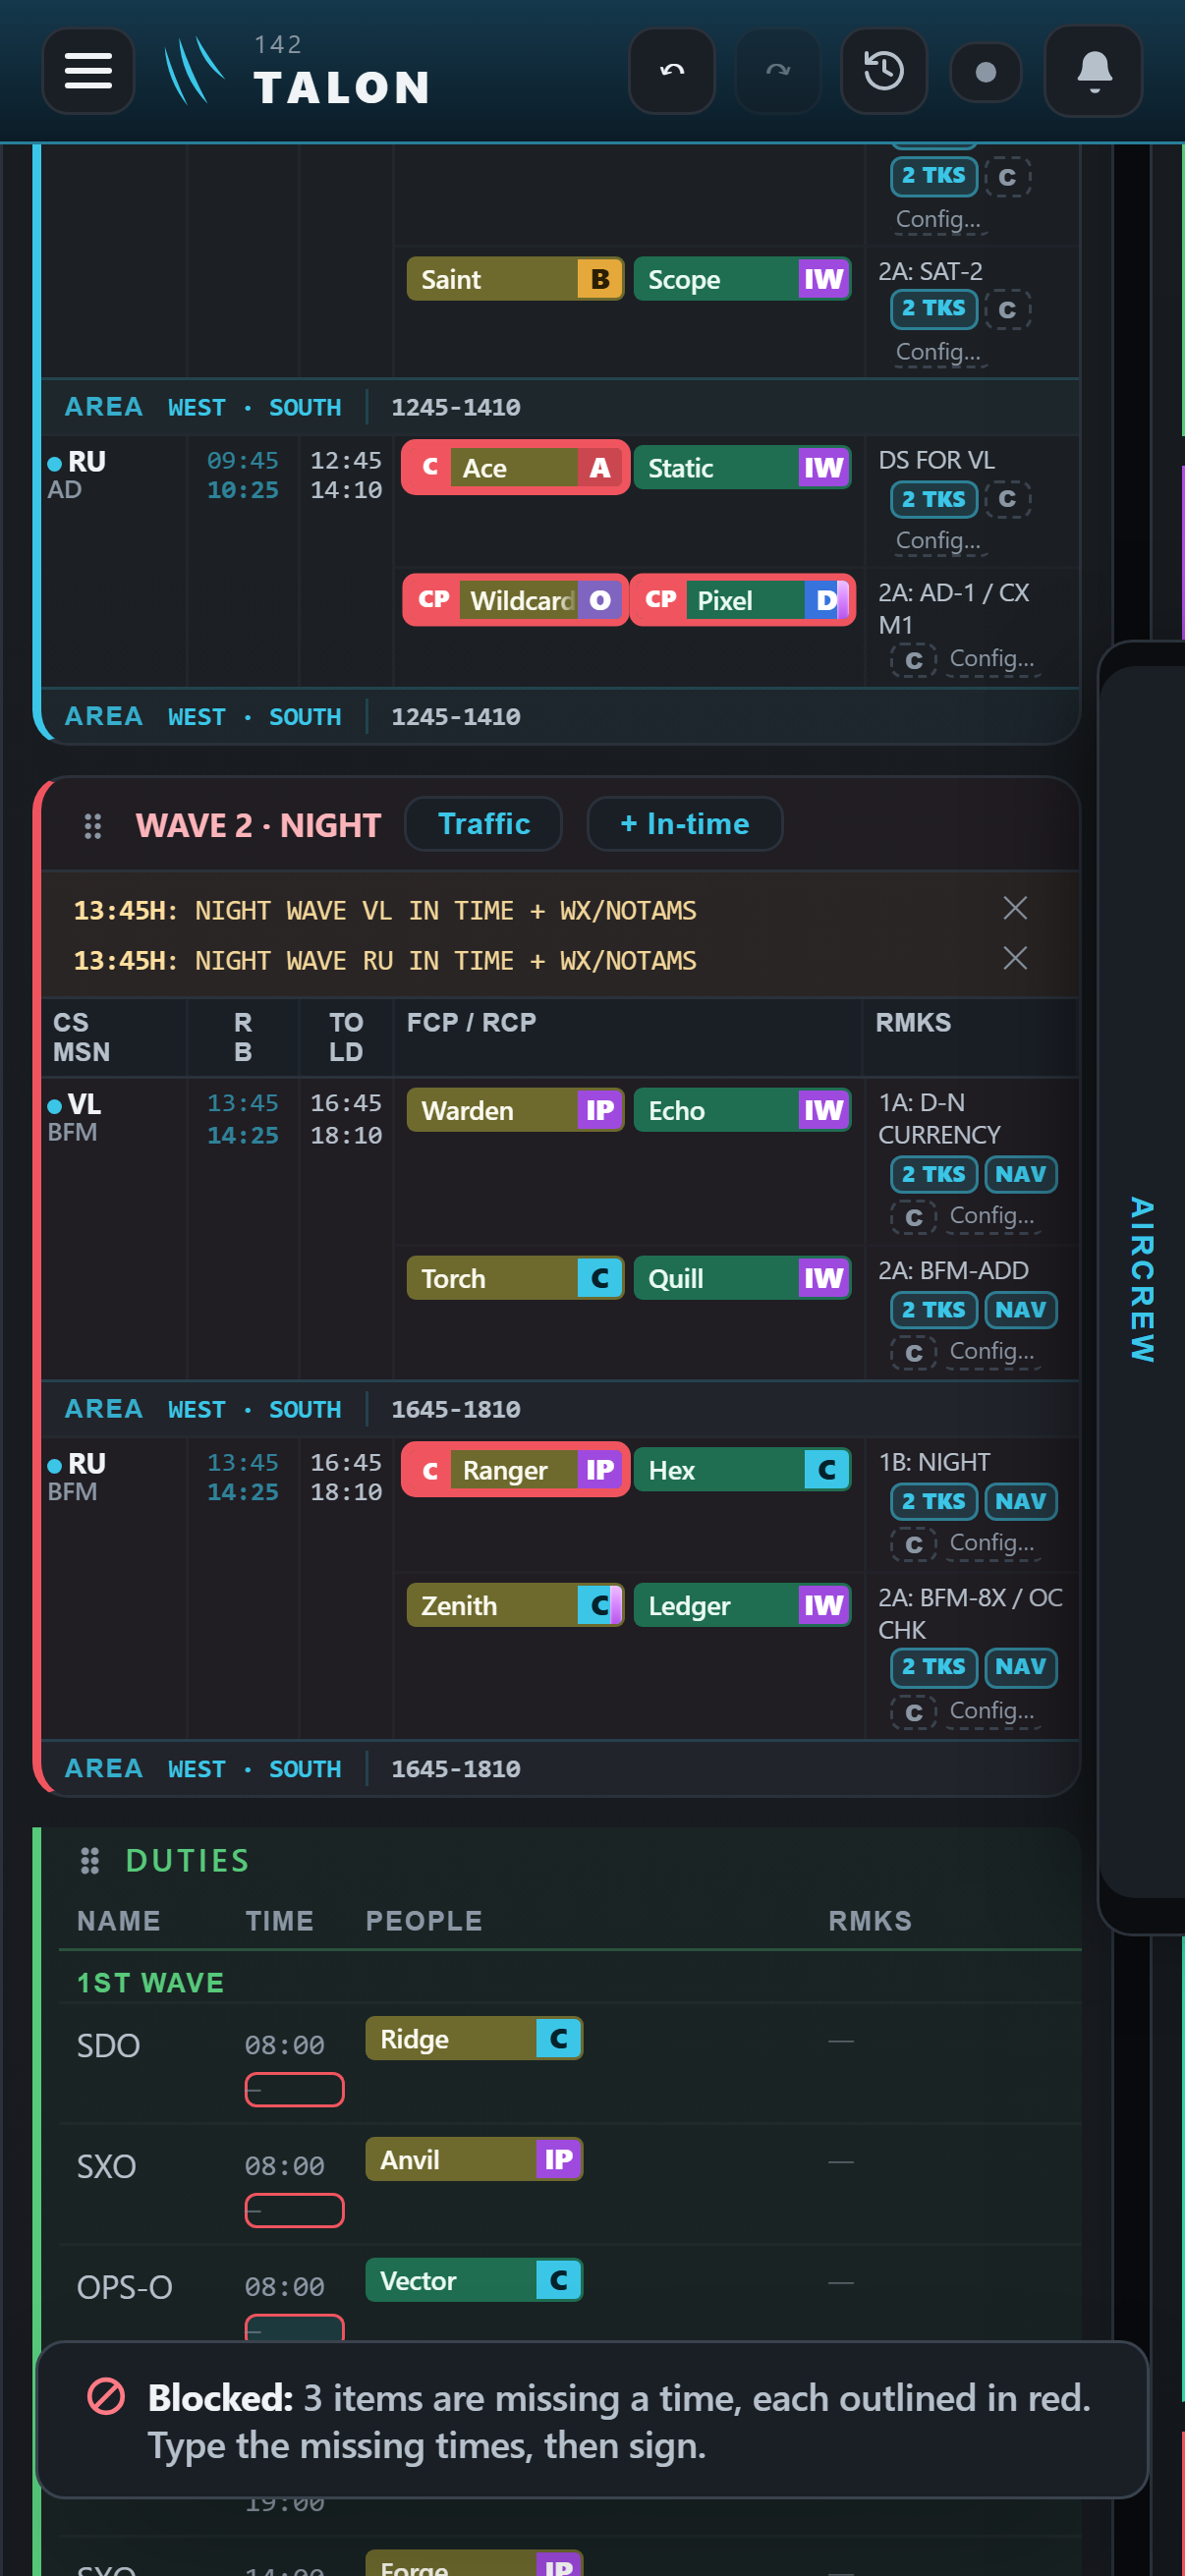 142
TALON
2 TKS C
Config...
Saint B Scope IW 2A: SAT-2
2 TKS C
Config...
AREA WEST · SOUTH 1245-1410
RU 09:45 12:45 C Ace A Static IW DS FOR VL
AD 10:25 14:10 2 TKS C
Config...
CP Wildcard O CP Pixel D 2A: AD-1 / CX
M1
C Config...
AREA WEST · SOUTH 1245-1410
WAVE 2 · NIGHT Traffic + In-time
13:45H: NIGHT WAVE VL IN TIME + WX/NOTAMS
13:45H: NIGHT WAVE RU IN TIME + WX/NOTAMS
CS R TO FCP / RCP RMKS
MSN B LD
VL 13:45 16:45 Warden IP Echo IW 1A: D-N
BFM 14:25 18:10 CURRENCY
2 TKS NAV
C Config...
Torch C Quill IW 2A: BFM-ADD
2 TKS NAV
C Config...
AREA WEST · SOUTH 1645-1810
RU 13:45 16:45 C Ranger IP Hex C 1B: NIGHT
BFM 14:25 18:10 2 TKS NAV
C Config...
Zenith C Ledger IW 2A: BFM-8X / OC
CHK
2 TKS NAV
C Config...
AREA WEST · SOUTH 1645-1810
AIRCREW
DUTIES
NAME TIME PEOPLE RMKS
1ST WAVE
SDO 08:00 Ridge C —
—
SXO 08:00 Anvil IP —
—
OPS-O 08:00 Vector C —
—
Blocked: 3 items are missing a time, each outlined in red.
Type the missing times, then sign.
19:00
SXO 14:00 Forge IP